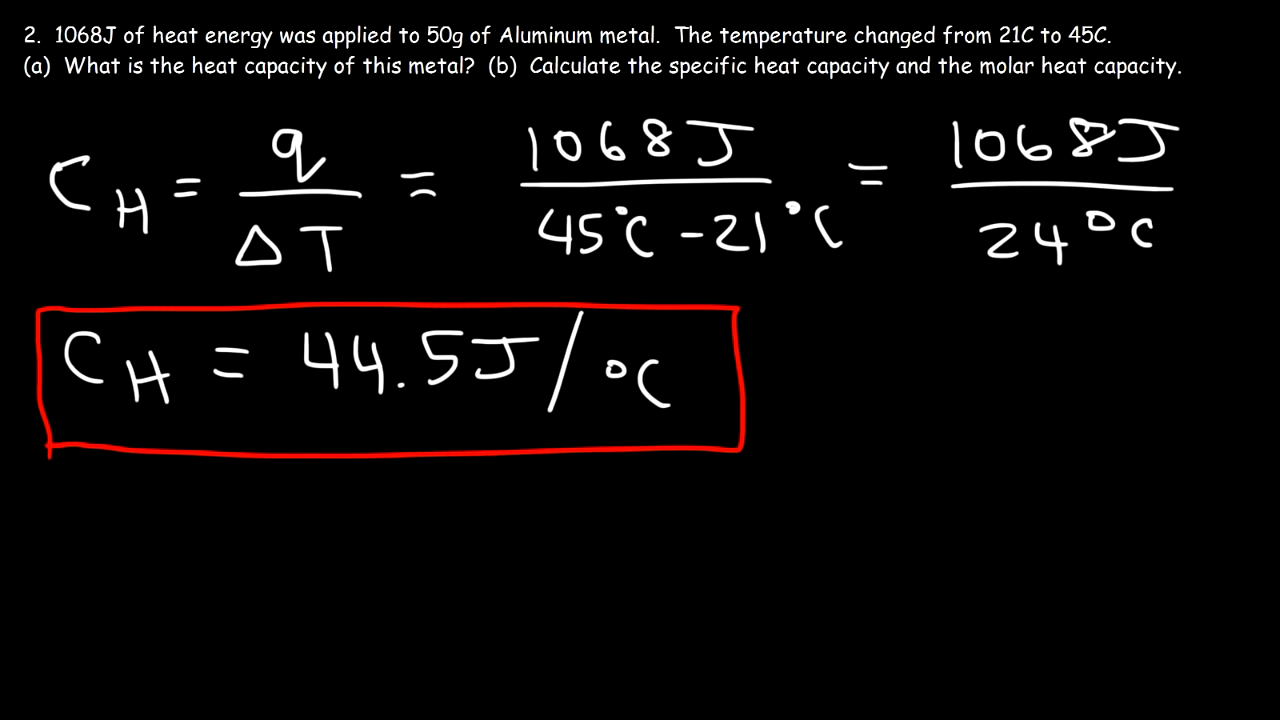 2. 1068J of heat energy was applied to 50g of Aluminum metal. The temperature changed from 21C to 45C.
(a) What is the heat capacity of this metal? (b) Calculate the specific heat capacity and the molar heat capacity.
C_H = q/ΔT = 1068J/(45°C - 21°C) = 1068J/24°C
C_H = 44.5J/°C